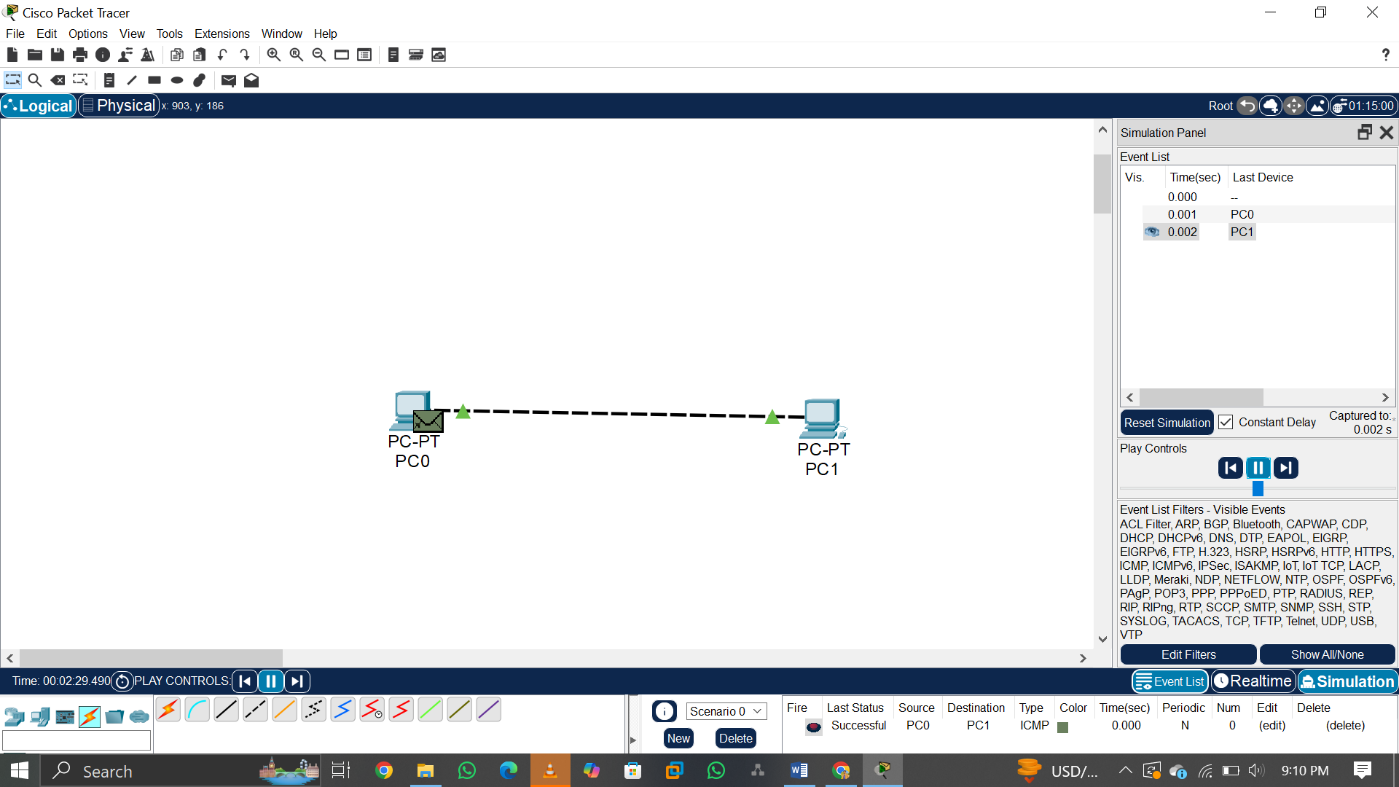 Cisco Packet Tracer
File Edit Options View Tools Extensions Window Help
?
Logical Physical x: 903, y: 186 Root 01:15:00
Simulation Panel
Event List
Vis. Time(sec) Last Device
0.000 --
0.001 PC0
0.002 PC1
PC-PT
PC0
PC-PT
PC1
Reset Simulation Constant Delay Captured to:
0.002 s
Play Controls
Event List Filters - Visible Events
ACL Filter, ARP, BGP, Bluetooth, CAPWAP, CDP,
DHCP, DHCPv6, DNS, DTP, EAPOL, EIGRP,
EIGRPv6, FTP, H.323, HSRP, HSRPv6, HTTP, HTTPS,
ICMP, ICMPv6, IPSec, ISAKMP, IoT, IoT TCP, LACP,
LLDP, Meraki, NDP, NETFLOW, NTP, OSPF, OSPFv6,
PAgP, POP3, PPP, PPPoED, PTP, RADIUS, REP,
RIP, RIPng, RTP, SCCP, SMTP, SNMP, SSH, STP,
SYSLOG, TACACS, TCP, TFTP, Telnet, UDP, USB,
VTP
Edit Filters Show All/None
Time: 00:02:29.490 PLAY CONTROLS: Event List Realtime Simulation
Scenario 0
New Delete
Fire Last Status Source Destination Type Color Time(sec) Periodic Num Edit Delete
Successful PC0 PC1 ICMP 0.000 N 0 (edit) (delete)
Search USD/... 9:10 PM